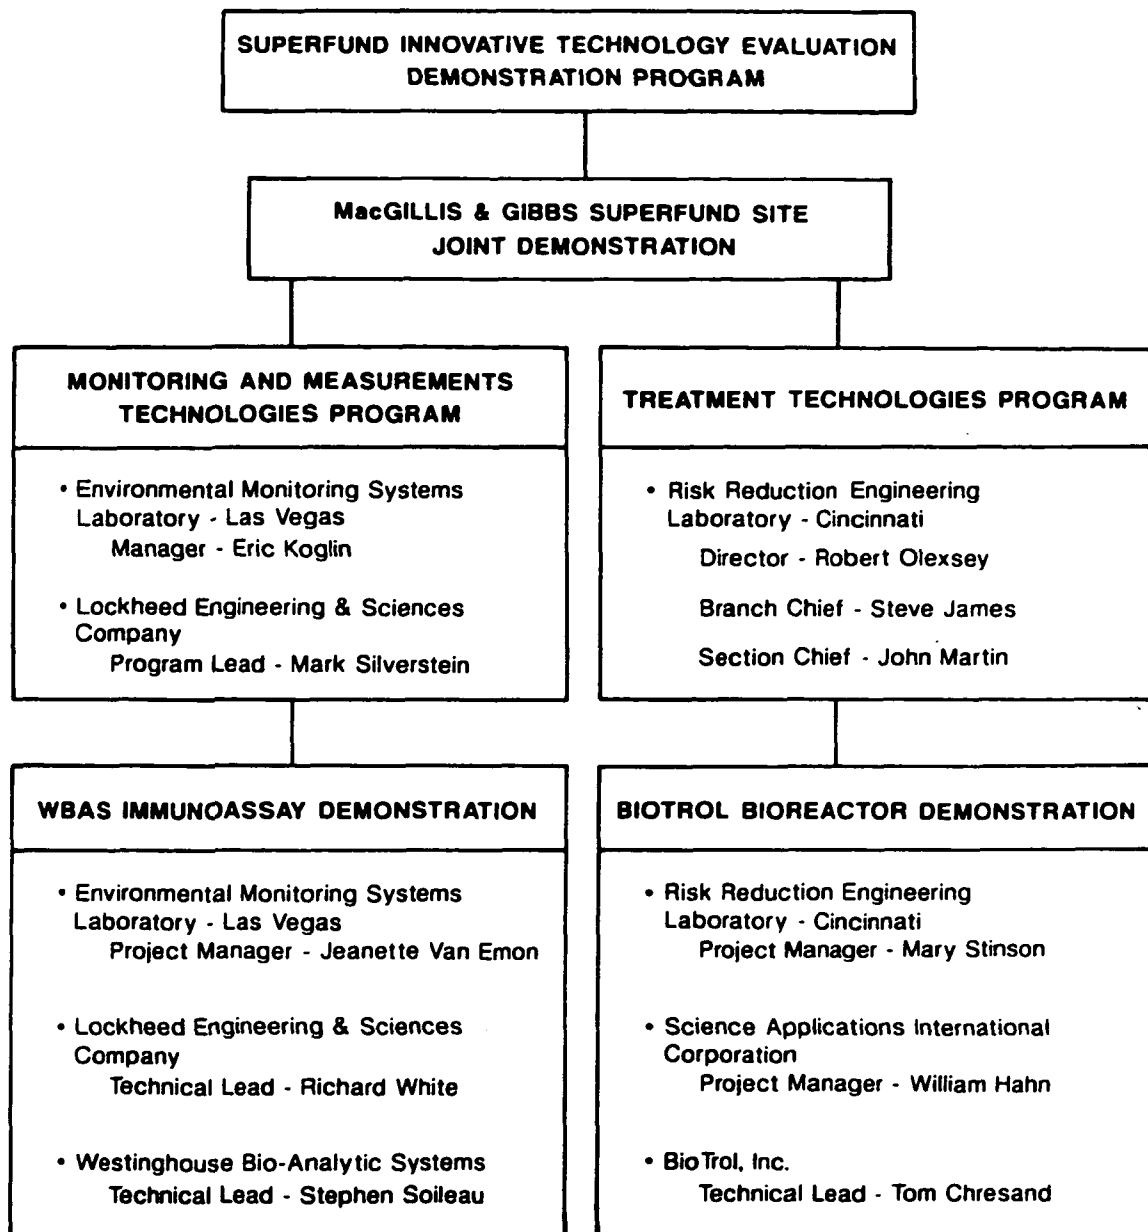 SUPERFUND INNOVATIVE TECHNOLOGY EVALUATION
DEMONSTRATION PROGRAM
MacGILLIS & GIBBS SUPERFUND SITE
JOINT DEMONSTRATION
MONITORING AND MEASUREMENTS
TECHNOLOGIES PROGRAM
• Environmental Monitoring Systems
Laboratory - Las Vegas
Manager - Eric Koglin
• Lockheed Engineering & Sciences
Company
Program Lead - Mark Silverstein
TREATMENT TECHNOLOGIES PROGRAM
• Risk Reduction Engineering
Laboratory - Cincinnati
Director - Robert Olexsey
Branch Chief - Steve James
Section Chief - John Martin
WBAS IMMUNOASSAY DEMONSTRATION
• Environmental Monitoring Systems
Laboratory - Las Vegas
Project Manager - Jeanette Van Emon
• Lockheed Engineering & Sciences
Company
Technical Lead - Richard White
• Westinghouse Bio-Analytic Systems
Technical Lead - Stephen Soileau
BIOTROL BIOREACTOR DEMONSTRATION
• Risk Reduction Engineering
Laboratory - Cincinnati
Project Manager - Mary Stinson
• Science Applications International
Corporation
Project Manager - William Hahn
• BioTrol, Inc.
Technical Lead - Tom Chresand